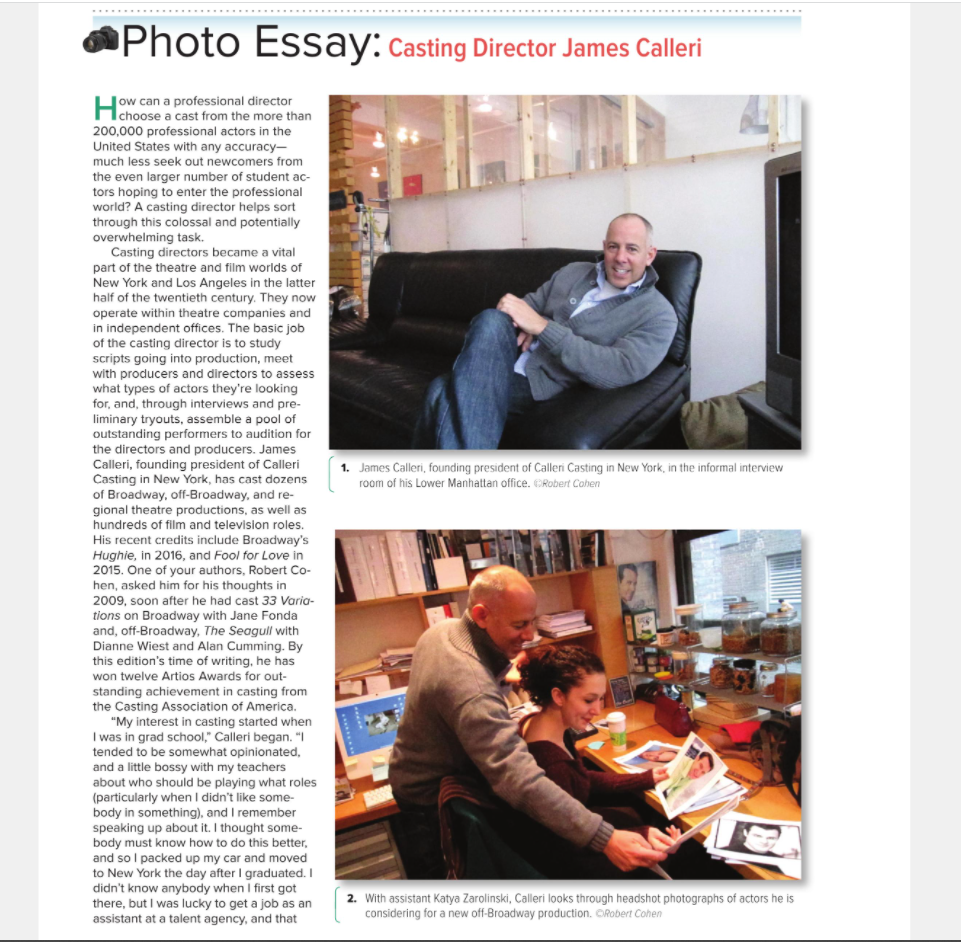 Photo Essay: Casting Director James Calleri
How can a professional director
choose a cast from the more than
200,000 professional actors in the
United States with any accuracy—
much less seek out newcomers from
the even larger number of student ac-
tors hoping to enter the professional
world? A casting director helps sort
through this colossal and potentially
overwhelming task.
Casting directors became a vital
part of the theatre and film worlds of
New York and Los Angeles in the latter
half of the twentieth century. They now
operate within theatre companies and
in independent offices. The basic job
of the casting director is to study
scripts going into production, meet
with producers and directors to assess
what types of actors they're looking
for, and, through interviews and pre-
liminary tryouts, assemble a pool of
outstanding performers to audition for
the directors and producers. James
Calleri, founding president of Calleri
Casting in New York, has cast dozens
of Broadway, off-Broadway, and re-
gional theatre productions, as well as
hundreds of film and television roles.
His recent credits include Broadway's
Hughie, in 2016, and Fool for Love in
2015. One of your authors, Robert Co-
hen, asked him for his thoughts in
2009, soon after he had cast 33 Varia-
tions on Broadway with Jane Fonda
and, off-Broadway, The Seagull with
Dianne Wiest and Alan Cumming. By
this edition's time of writing, he has
won twelve Artios Awards for out-
standing achievement in casting from
the Casting Association of America.
"My interest in casting started when
I was in grad school," Calleri began. "I
tended to be somewhat opinionated,
and a little bossy with my teachers
about who should be playing what roles
(particularly when I didn't like some-
body in something), and I remember
speaking up about it. I thought some-
body must know how to do this better,
and so I packed up my car and moved
to New York the day after I graduated. I
didn't know anybody when I first got
there, but I was lucky to get a job as an
assistant at a talent agency, and that
1. James Calleri, founding president of Calleri Casting in New York, in the informal interview
room of his Lower Manhattan office. ©Robert Cohen
2. With assistant Katya Zarolinski, Calleri looks through headshot photographs of actors he is
considering for a new off-Broadway production. ©Robert Cohen